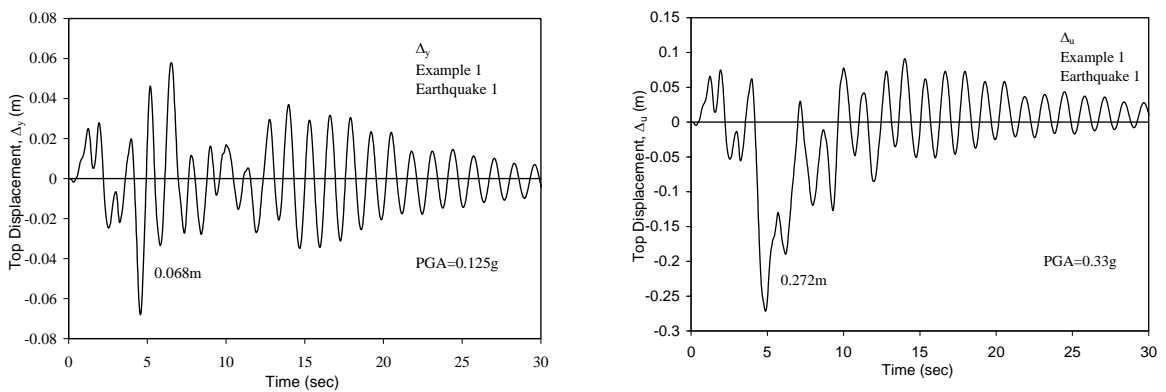 0.08
0.06
0.04
0.02
0
-0.02
-0.04
-0.06
-0.08
Top Displacement, Δy (m)
Δy
Example 1
Earthquake 1
0.068m
PGA=0.125g
0 5 10 15 20 25 30
Time (sec)
0.15
0.1
0.05
0
-0.05
-0.1
-0.15
-0.2
-0.25
-0.3
Top Displacement, Δu (m)
Δu
Example 1
Earthquake 1
0.272m
PGA=0.33g
0 5 10 15 20 25 30
Time (sec)